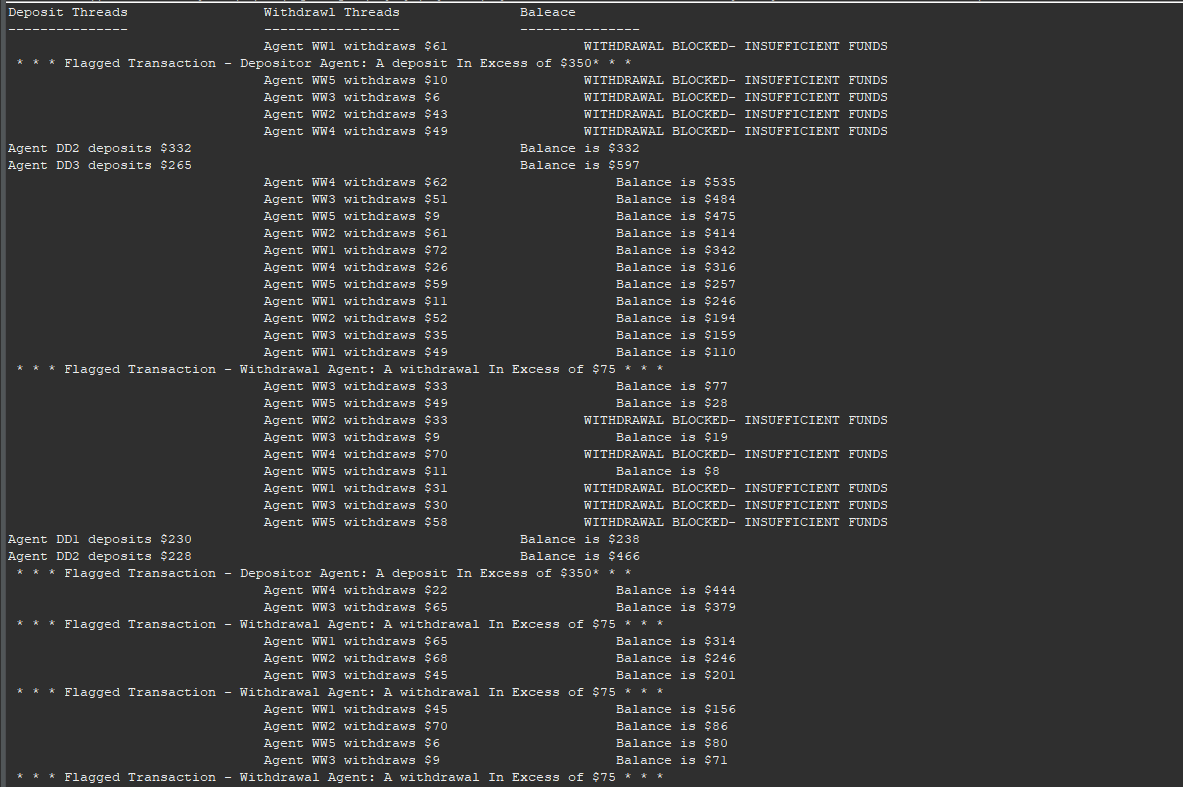 Deposit Threads Withdrawl Threads Baleace
--------------- ----------------- ---------------
Agent WW1 withdraws $61 WITHDRAWAL BLOCKED- INSUFFICIENT FUNDS
* * * Flagged Transaction - Depositor Agent: A deposit In Excess of $350* * *
Agent WW5 withdraws $10 WITHDRAWAL BLOCKED- INSUFFICIENT FUNDS
Agent WW3 withdraws $6 WITHDRAWAL BLOCKED- INSUFFICIENT FUNDS
Agent WW2 withdraws $43 WITHDRAWAL BLOCKED- INSUFFICIENT FUNDS
Agent WW4 withdraws $49 WITHDRAWAL BLOCKED- INSUFFICIENT FUNDS
Agent DD2 deposits $332 Balance is $332
Agent DD3 deposits $265 Balance is $597
Agent WW4 withdraws $62 Balance is $535
Agent WW3 withdraws $51 Balance is $484
Agent WW5 withdraws $9 Balance is $475
Agent WW2 withdraws $61 Balance is $414
Agent WW1 withdraws $72 Balance is $342
Agent WW4 withdraws $26 Balance is $316
Agent WW5 withdraws $59 Balance is $257
Agent WW1 withdraws $11 Balance is $246
Agent WW2 withdraws $52 Balance is $194
Agent WW3 withdraws $35 Balance is $159
Agent WW1 withdraws $49 Balance is $110
* * * Flagged Transaction - Withdrawal Agent: A withdrawal In Excess of $75 * * *
Agent WW3 withdraws $33 Balance is $77
Agent WW5 withdraws $49 Balance is $28
Agent WW2 withdraws $33 WITHDRAWAL BLOCKED- INSUFFICIENT FUNDS
Agent WW3 withdraws $9 Balance is $19
Agent WW4 withdraws $70 WITHDRAWAL BLOCKED- INSUFFICIENT FUNDS
Agent WW5 withdraws $11 Balance is $8
Agent WW1 withdraws $31 WITHDRAWAL BLOCKED- INSUFFICIENT FUNDS
Agent WW3 withdraws $30 WITHDRAWAL BLOCKED- INSUFFICIENT FUNDS
Agent WW5 withdraws $58 WITHDRAWAL BLOCKED- INSUFFICIENT FUNDS
Agent DD1 deposits $230 Balance is $238
Agent DD2 deposits $228 Balance is $466
* * * Flagged Transaction - Depositor Agent: A deposit In Excess of $350* * *
Agent WW4 withdraws $22 Balance is $444
Agent WW3 withdraws $65 Balance is $379
* * * Flagged Transaction - Withdrawal Agent: A withdrawal In Excess of $75 * * *
Agent WW1 withdraws $65 Balance is $314
Agent WW2 withdraws $68 Balance is $246
Agent WW3 withdraws $45 Balance is $201
* * * Flagged Transaction - Withdrawal Agent: A withdrawal In Excess of $75 * * *
Agent WW1 withdraws $45 Balance is $156
Agent WW2 withdraws $70 Balance is $86
Agent WW5 withdraws $6 Balance is $80
Agent WW3 withdraws $9 Balance is $71
* * * Flagged Transaction - Withdrawal Agent: A withdrawal In Excess of $75 * * *